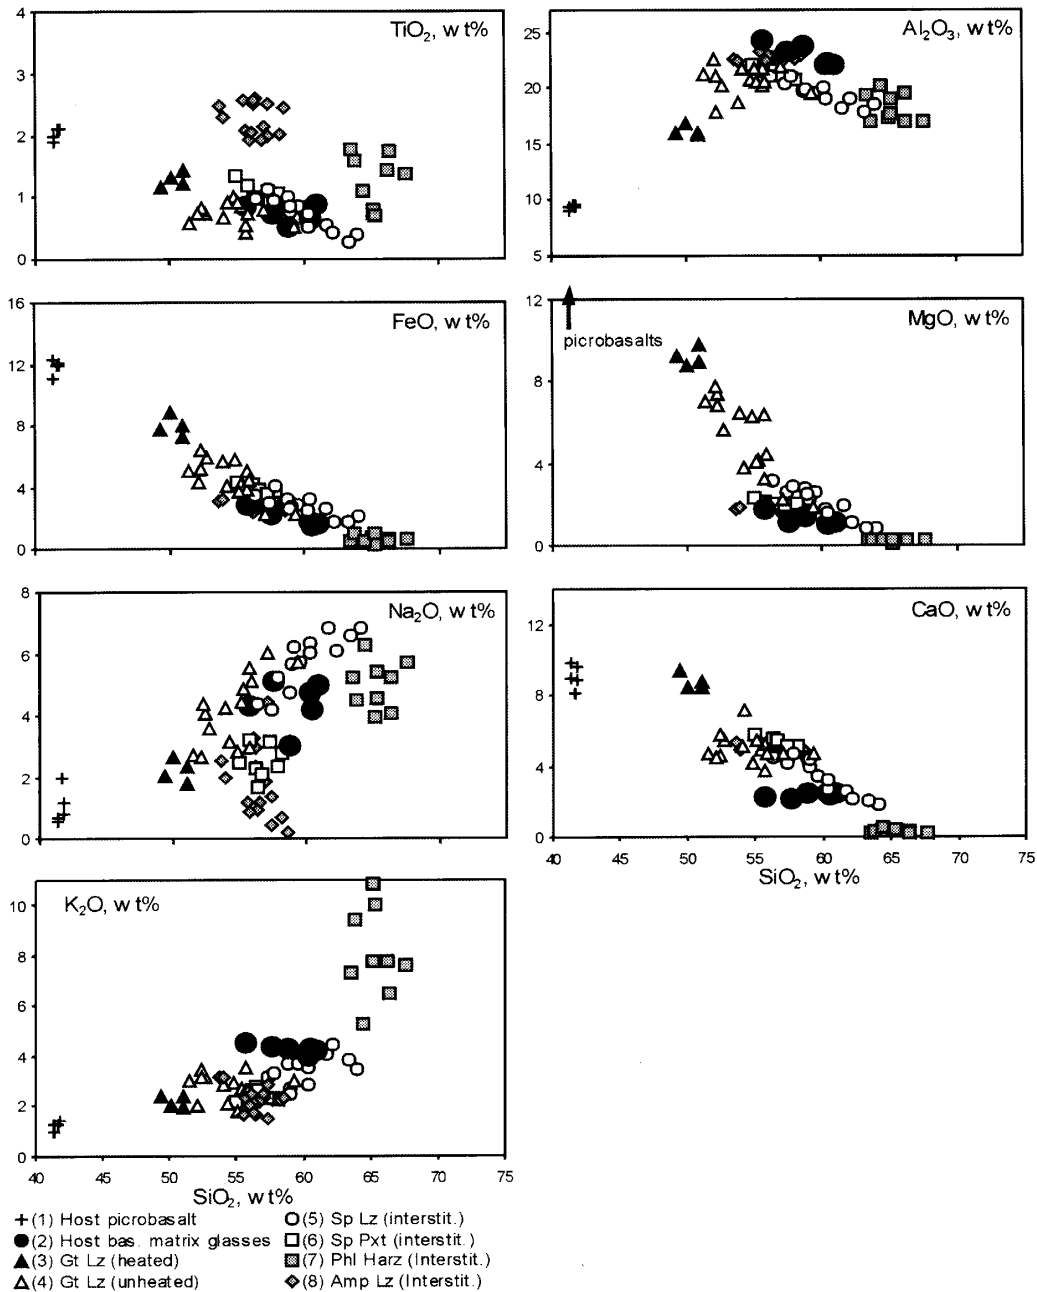 TiO₂, wt%
4
3
2
1
0
Al₂O₃, wt%
25
20
15
10
5
FeO, wt%
16
12
8
4
0
MgO, wt%
picrobasalts
12
8
4
0
Na₂O, wt%
8
6
4
2
0
CaO, wt%
12
8
4
0
40 45 50 55 60 65 70 75
SiO₂, wt%
K₂O, wt%
10
8
6
4
2
0
40 45 50 55 60 65 70 75
SiO₂, wt%
(1) Host picrobasalt
(2) Host bas. matrix glasses
(3) Gt Lz (heated)
(4) Gt Lz (unheated)
(5) Sp Lz (interstit.)
(6) Sp Pxt (interstit.)
(7) Phl Harz (Interstit.)
(8) Amp Lz (Interstit.)